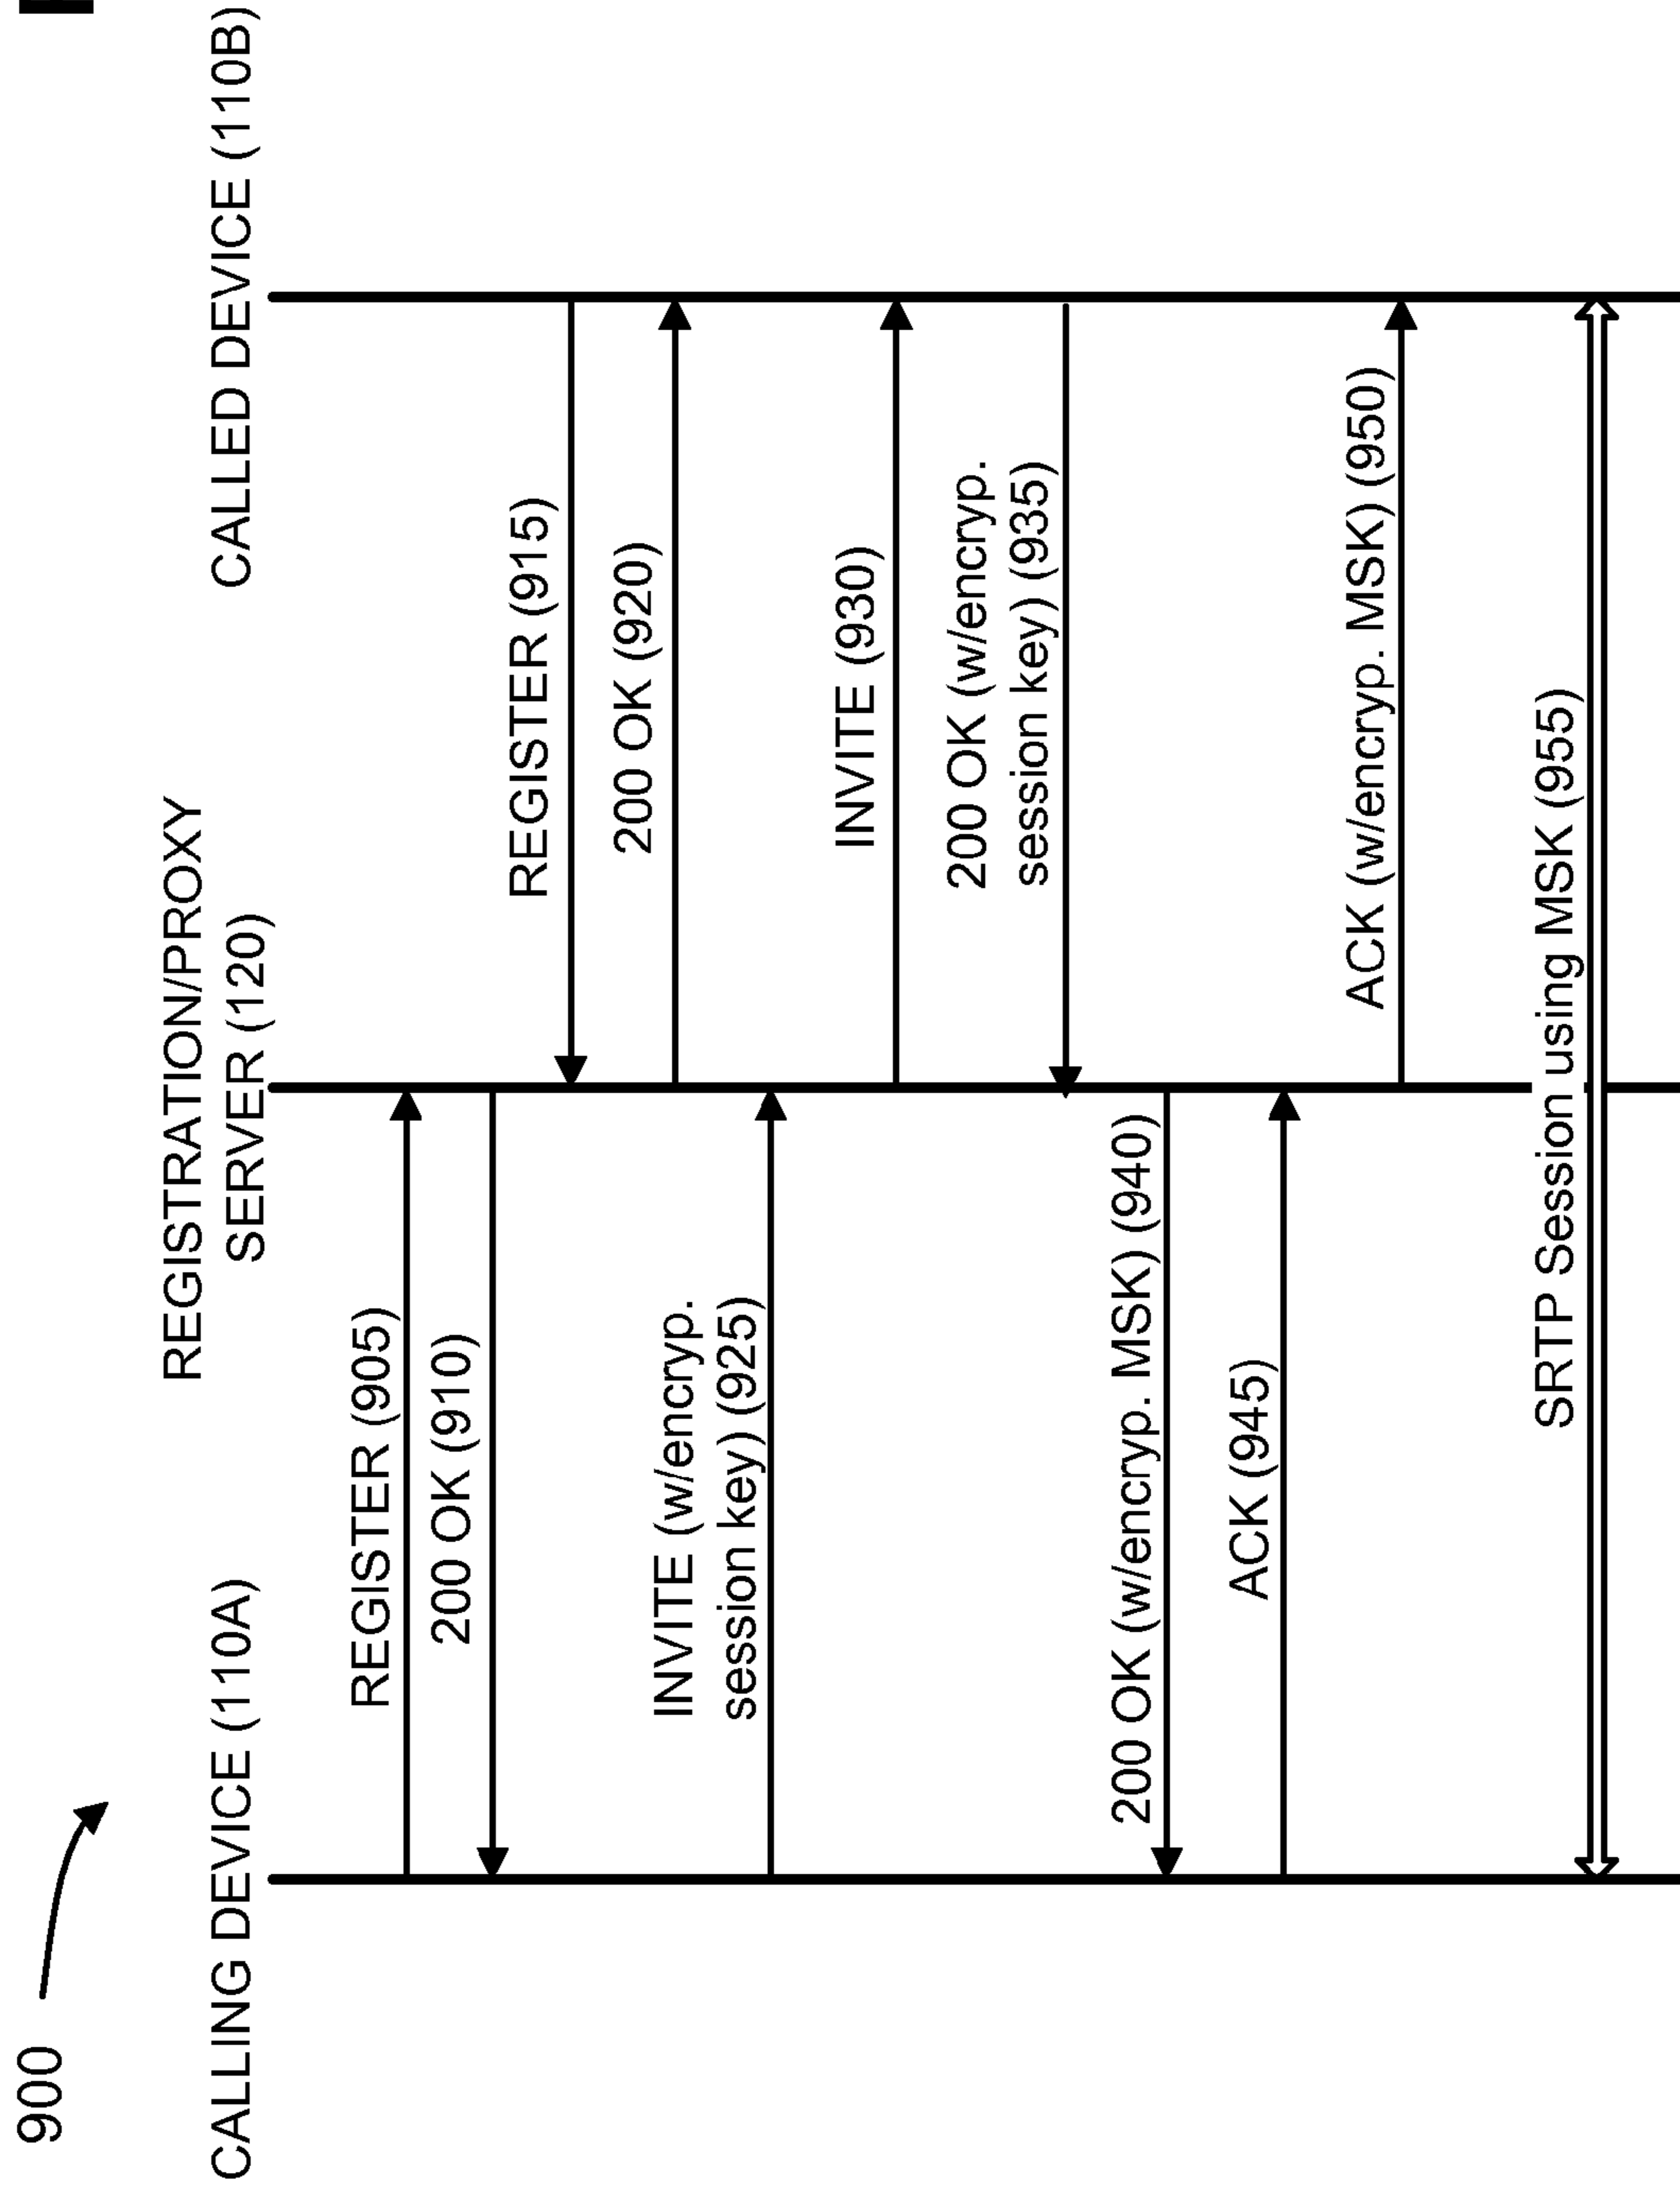 900
CALLING DEVICE (110A)
REGISTRATION/PROXY
SERVER (120)
CALLED DEVICE (110B)
REGISTER (905)
200 OK (910)
REGISTER (915)
200 OK (920)
INVITE (w/encryp.
session key) (925)
INVITE (930)
200 OK (w/encryp.
session key) (935)
200 OK (w/encryp. MSK) (940)
ACK (945)
ACK (w/encryp. MSK) (950)
SRTP Session using MSK (955)